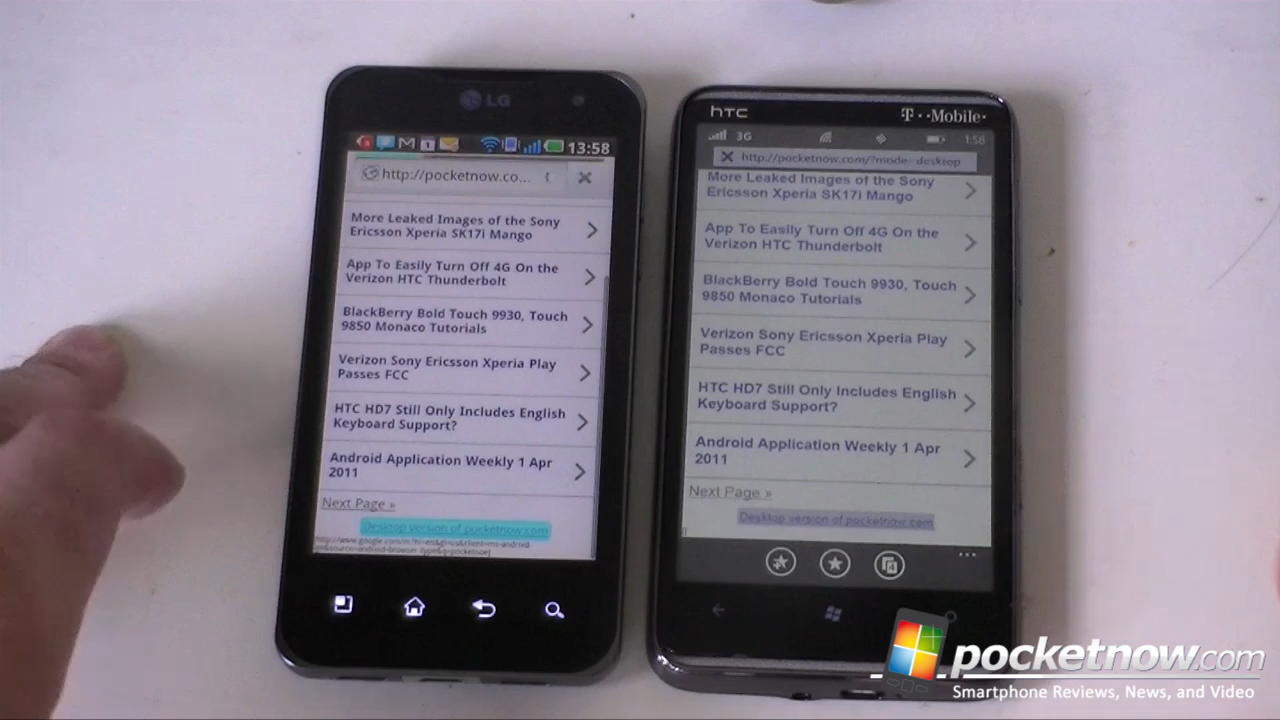 LG
13:58
http://pocketnow.co...
More Leaked Images of the Sony
Ericsson Xperia SK17i Mango
App To Easily Turn Off 4G On the
Verizon HTC Thunderbolt
BlackBerry Bold Touch 9930, Touch
9850 Monaco Tutorials
Verizon Sony Ericsson Xperia Play
Passes FCC
HTC HD7 Still Only Includes English
Keyboard Support?
Android Application Weekly 1 Apr
2011
Next Page »
Desktop version of pocketnow.com
hTC
T··Mobile·
3G
1:58
http://pocketnow.com/?mode=desktop
More Leaked Images of the Sony
Ericsson Xperia SK17i Mango
App To Easily Turn Off 4G On the
Verizon HTC Thunderbolt
BlackBerry Bold Touch 9930, Touch
9850 Monaco Tutorials
Verizon Sony Ericsson Xperia Play
Passes FCC
HTC HD7 Still Only Includes English
Keyboard Support?
Android Application Weekly 1 Apr
2011
Next Page »
Desktop version of pocketnow.com
4
pocketnow.com
Smartphone Reviews, News, and Video